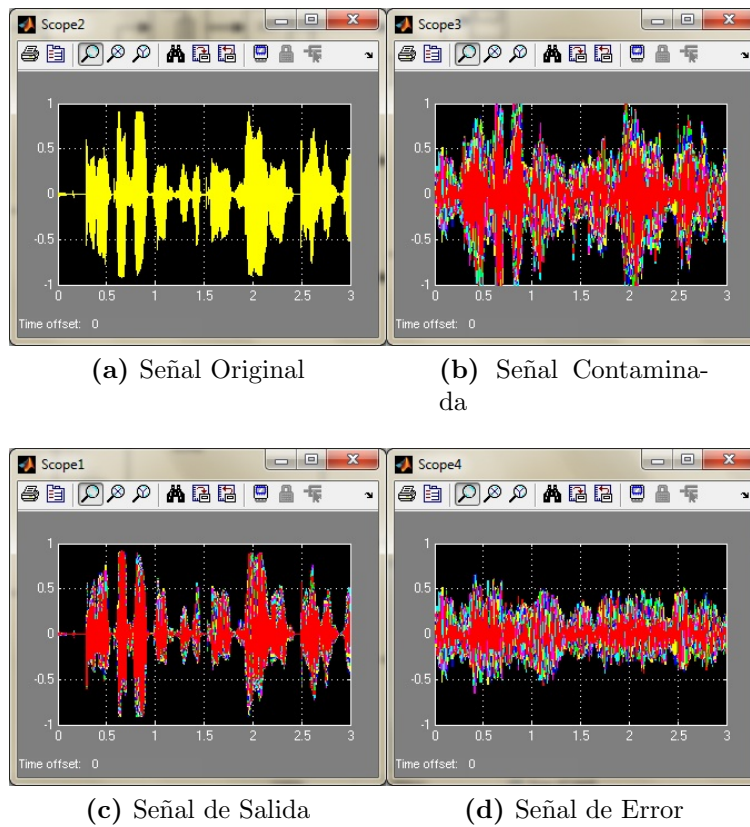 Scope2
Scope3
1
0.5
0
-0.5
-1
0 0.5 1 1.5 2 2.5 3
Time offset: 0
1
0.5
0
-0.5
-1
0 0.5 1 1.5 2 2.5 3
Time offset: 0
(a) Señal Original
(b) Señal Contamina-
da
Scope1
Scope4
1
0.5
0
-0.5
-1
0 0.5 1 1.5 2 2.5 3
Time offset: 0
1
0.5
0
-0.5
-1
0 0.5 1 1.5 2 2.5 3
Time offset: 0
(c) Señal de Salida
(d) Señal de Error